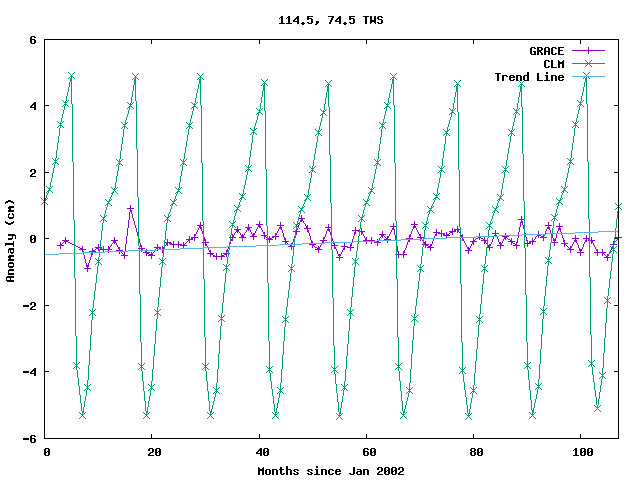 114.5, 74.5 TWS
GRACE
CLM
Trend Line
6
4
2
0
-2
-4
-6
Anomaly (cm)
0 20 40 60 80 100
Months since Jan 2002